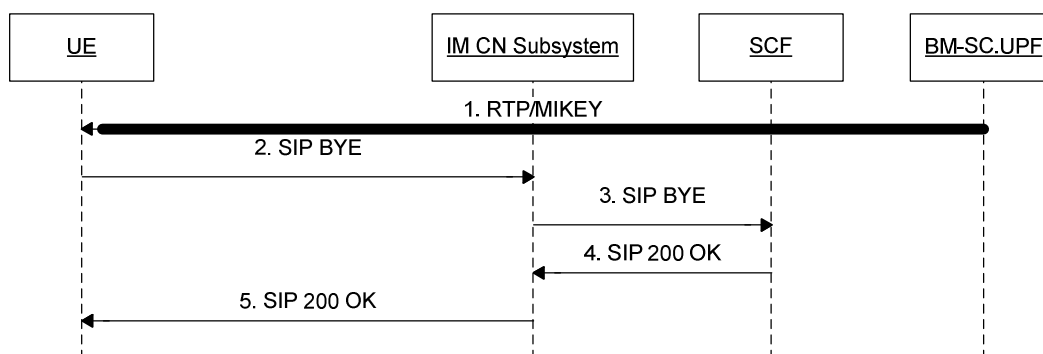 UE
IM CN Subsystem
SCF
BM-SC.UPF
1. RTP/MIKEY
2. SIP BYE
3. SIP BYE
4. SIP 200 OK
5. SIP 200 OK